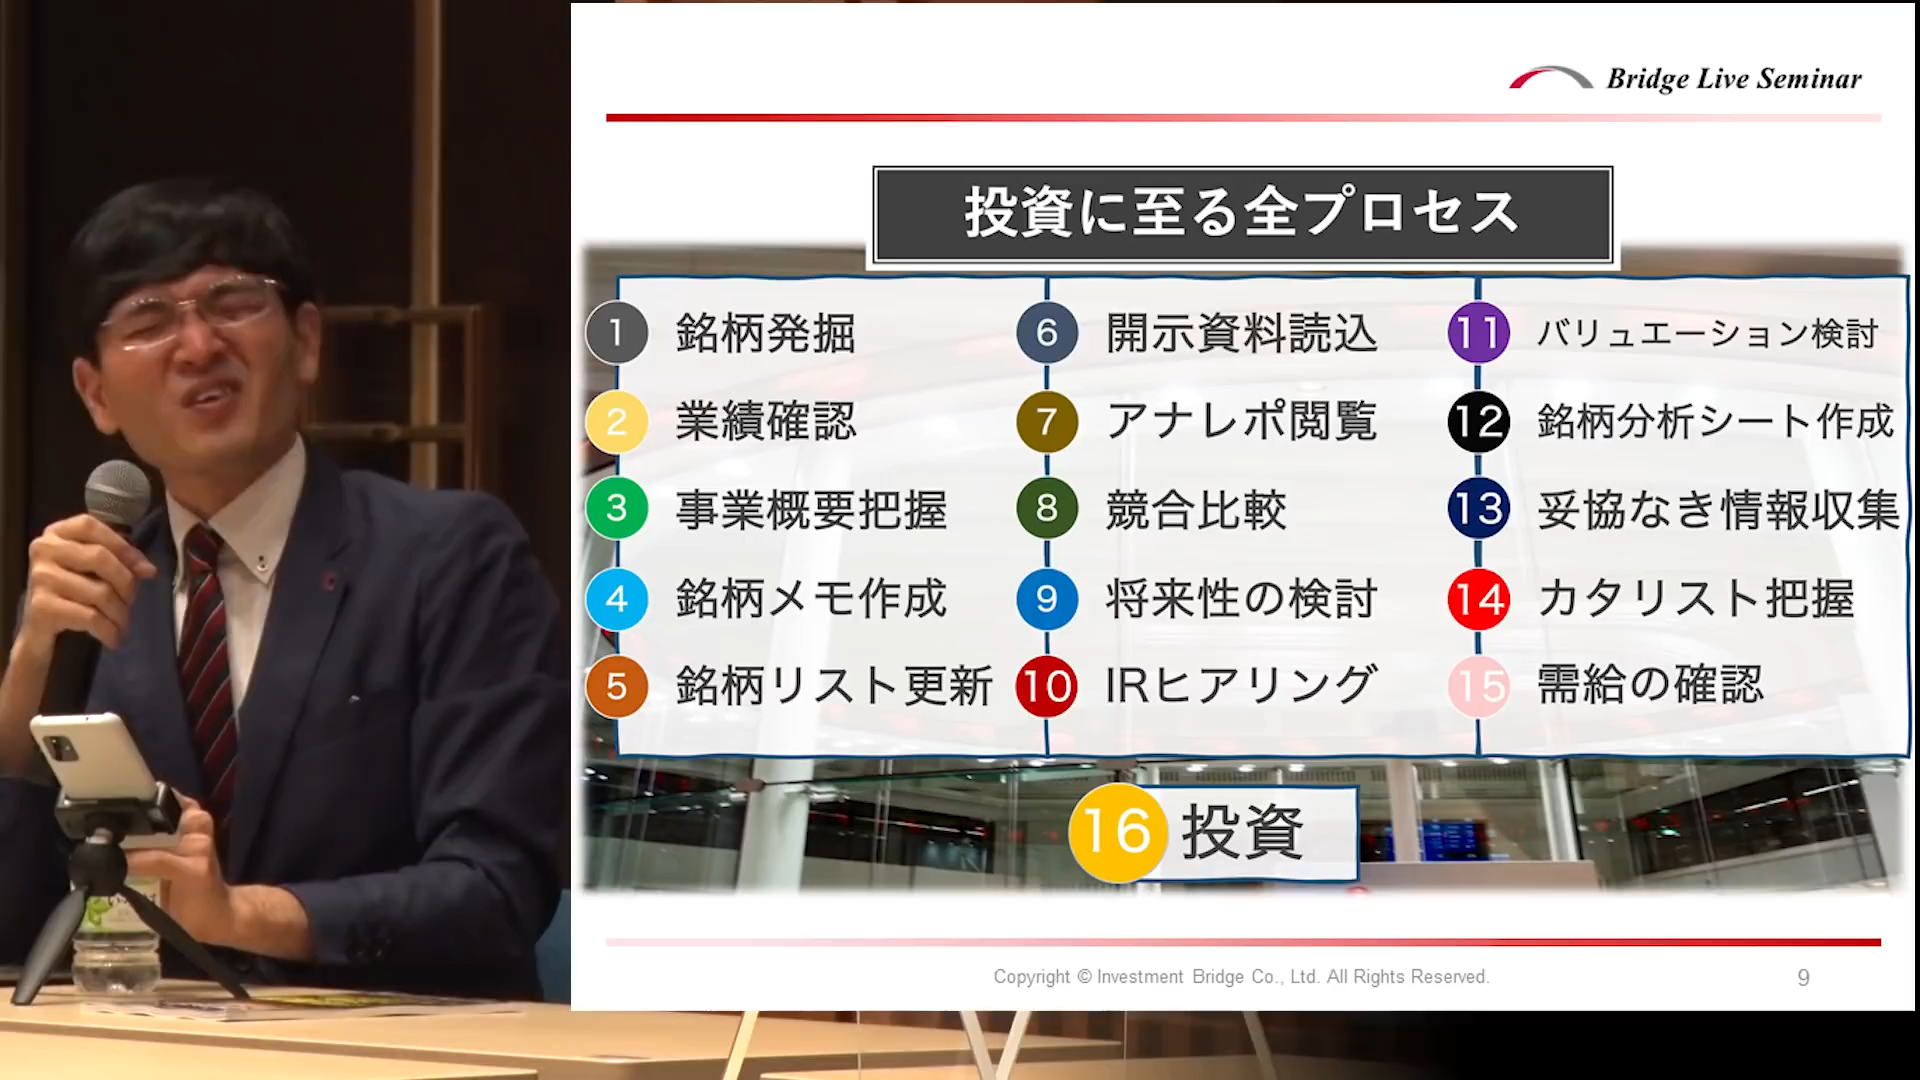 Bridge Live Seminar
投資に至る全プロセス
1 銘柄発掘
2 業績確認
3 事業概要把握
4 銘柄メモ作成
5 銘柄リスト更新
6 開示資料読込
7 アナレポ閲覧
8 競合比較
9 将来性の検討
10 IRヒアリング
11 バリュエーション検討
12 銘柄分析シート作成
13 妥協なき情報収集
14 カタリスト把握
15 需給の確認
16 投資
Copyright © Investment Bridge Co., Ltd. All Rights Reserved.
9